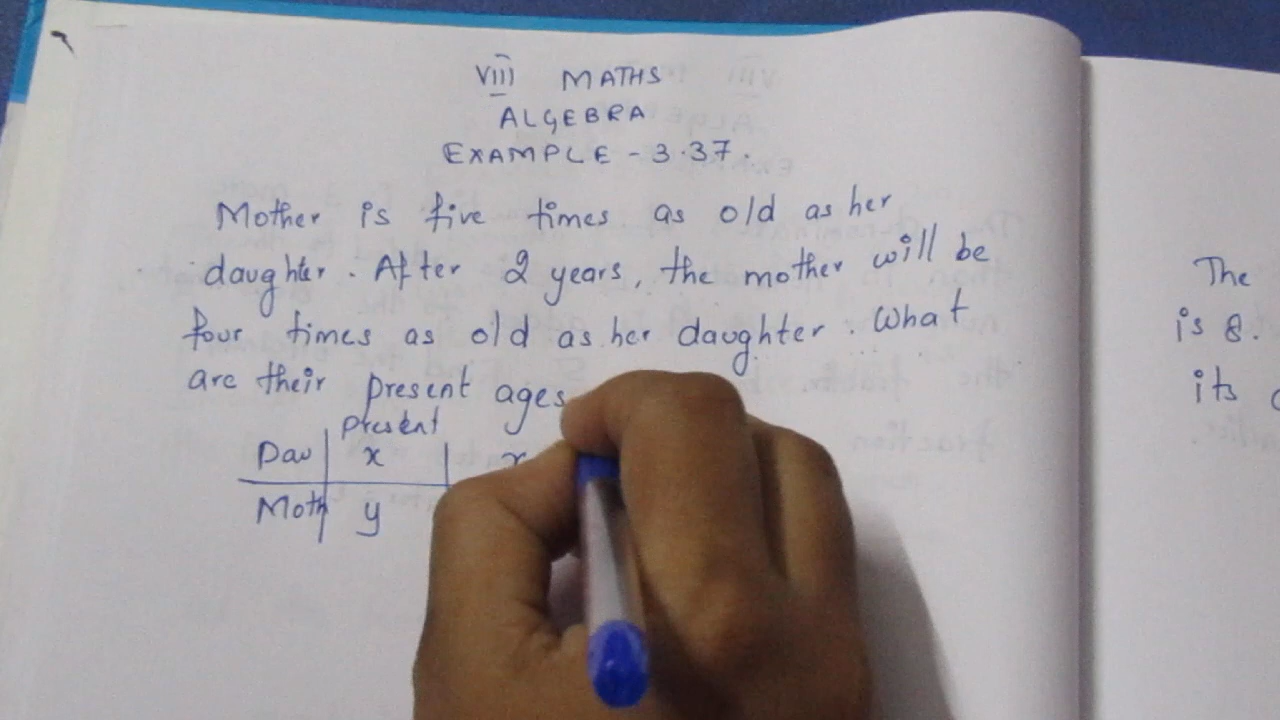 VIII MATHS
ALGEBRA
EXAMPLE - 3.37.
Mother is five times as old as her
daughter. After 2 years, the mother will be
four times as old as her daughter. What
are their present ages
present
Dau x x
Moth y
The
is 8.
its